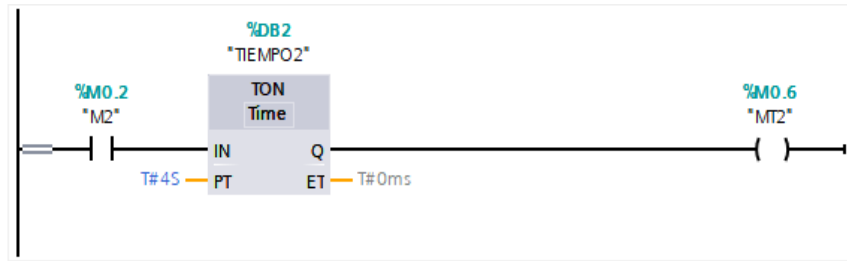 %DB2
"TIEMPO2"
%M0.2
"M2"
TON
Time
%M0.6
"MT2"
IN Q
T#4S PT ET T#0ms